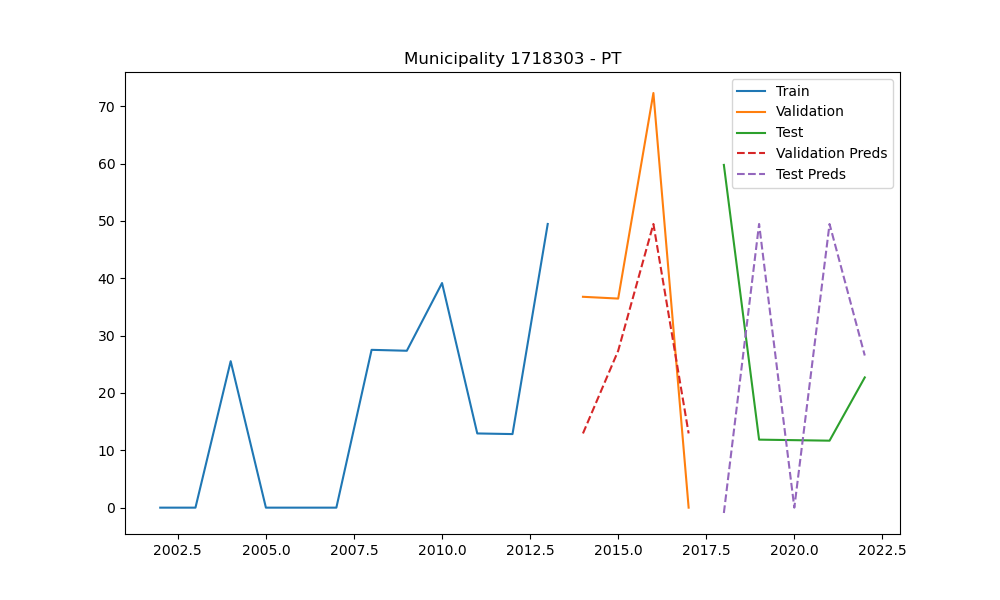 Municipality 1718303 - PT
Train
Validation
Test
Validation Preds
Test Preds
70
60
50
40
30
20
10
0
2002.5 2005.0 2007.5 2010.0 2012.5 2015.0 2017.5 2020.0 2022.5